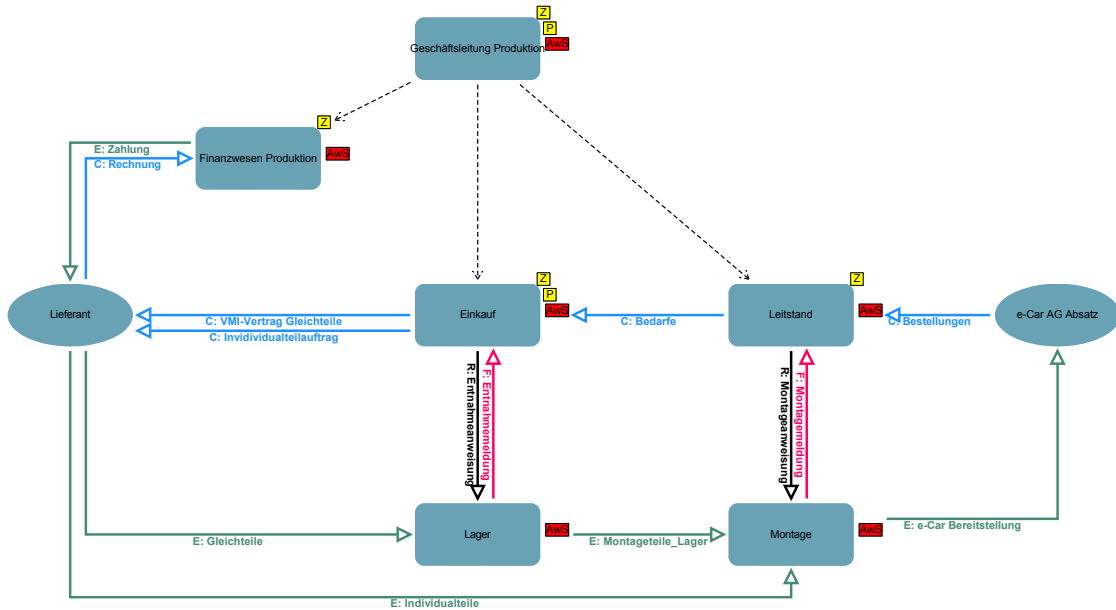 Z
P
Geschäftsleitung Produktion
AwS
Z
E: Zahlung
C: Rechnung
Finanzwesen Produktion
AwS
Z
P
Z
Lieferant
C: VMI-Vertrag Gleichteile
C: Invidividualteilauftrag
Einkauf
AwS
C: Bedarfe
Leitstand
AwS
C: Bestellungen
e-Car AG Absatz
R: Entnahmeanweisung
F: Entnahmemeldung
R: Montageanweisung
F: Montagemeldung
E: Gleichteile
Lager
AwS
E: Montageteile_Lager
Montage
AwS
E: e-Car Bereitstellung
E: Individualteile